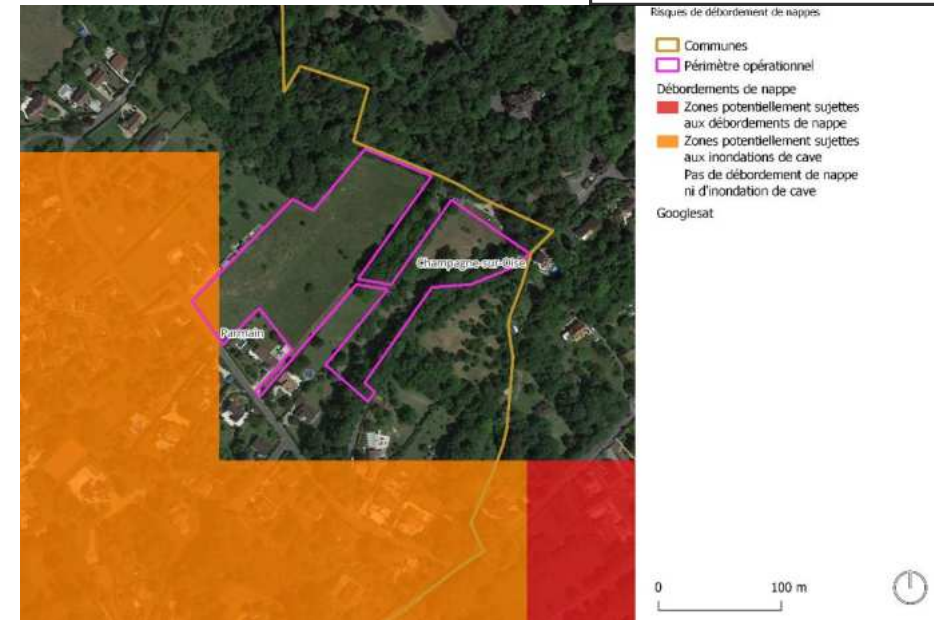 Risques de débordement de nappes
Communes
Périmètre opérationnel
Débordements de nappe
Zones potentiellement sujettes
aux débordements de nappe
Zones potentiellement sujettes
aux inondations de cave
Pas de débordement de nappe
ni d'inondation de cave
Googlesat
Champagne-sur-Oise
Parmain
0 100 m